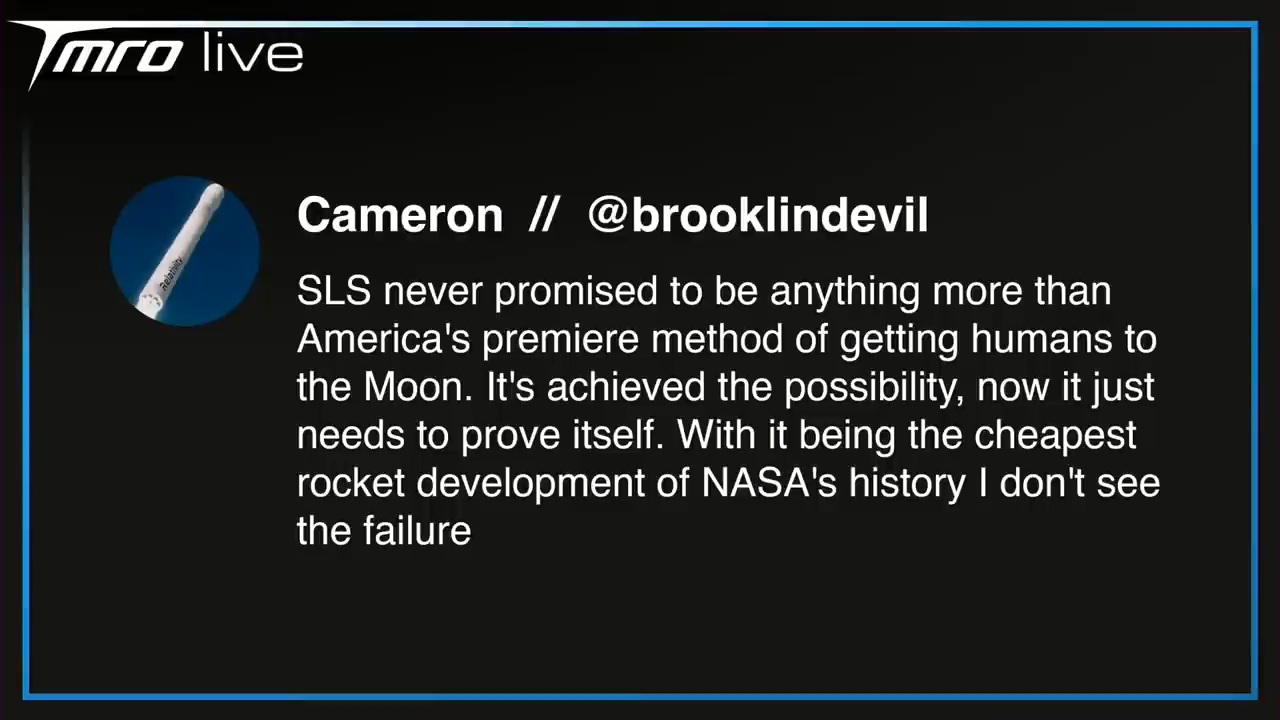 Tmro live
Cameron // @brooklindevil
Relativity
SLS never promised to be anything more than
America's premiere method of getting humans to
the Moon. It's achieved the possibility, now it just
needs to prove itself. With it being the cheapest
rocket development of NASA's history I don't see
the failure